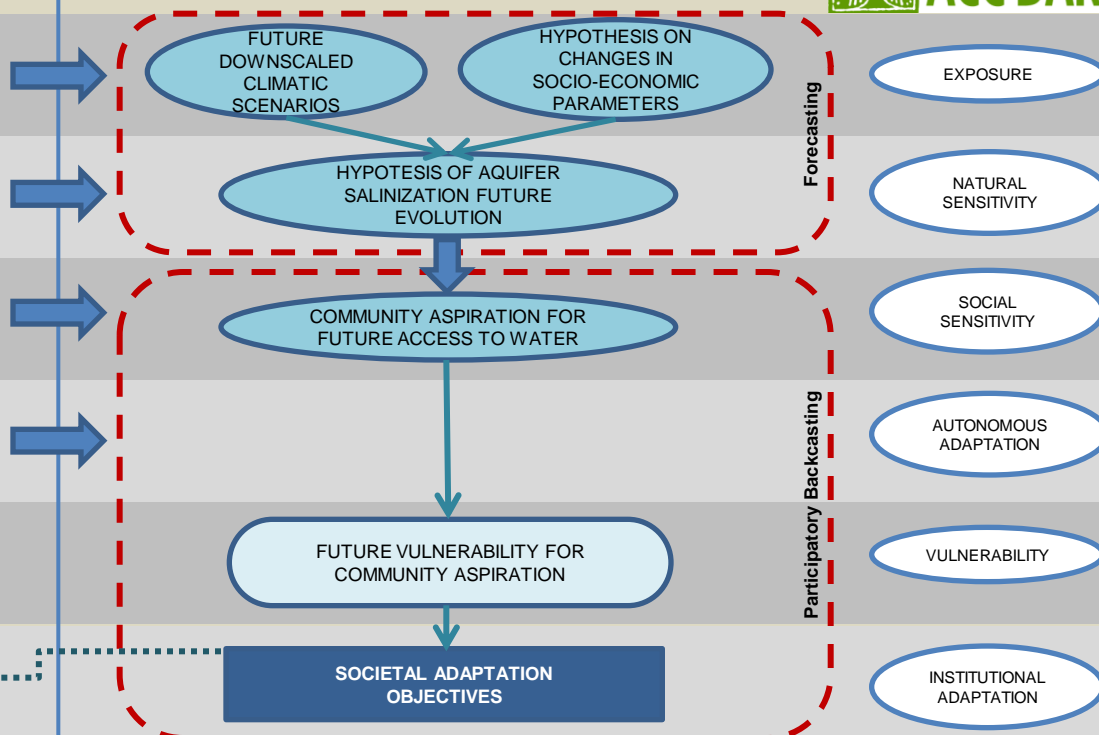 ACC DAR
FUTURE
DOWNSCALED
CLIMATIC
SCENARIOS
HYPOTHESIS ON
CHANGES IN
SOCIO-ECONOMIC
PARAMETERS
EXPOSURE
Forecasting
HYPOTESIS OF AQUIFER
SALINIZATION FUTURE
EVOLUTION
NATURAL
SENSITIVITY
COMMUNITY ASPIRATION FOR
FUTURE ACCESS TO WATER
SOCIAL
SENSITIVITY
AUTONOMOUS
ADAPTATION
Participatory Backcasting
FUTURE VULNERABILITY FOR
COMMUNITY ASPIRATION
VULNERABILITY
SOCIETAL ADAPTATION
OBJECTIVES
INSTITUTIONAL
ADAPTATION